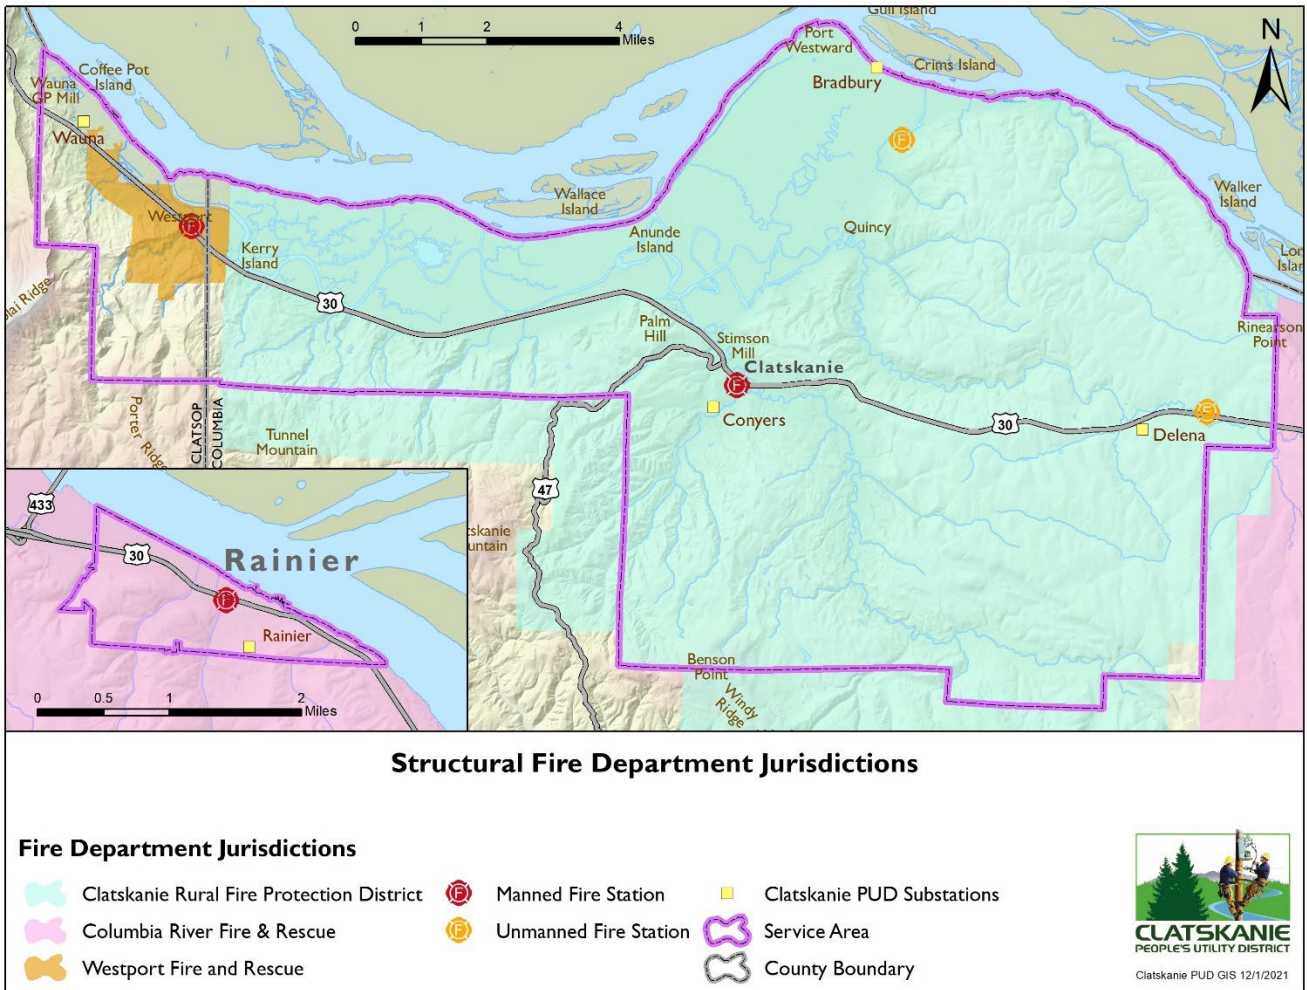 Gull Island
0 1 2 4
Miles
Port
Westward
N
Coffee Pot
Island
Wauna
GP Mill
Crims Island
Bradbury
Wauna
Wallace
Island
Walker
Island
Westport
Quincy
Anunde
Island
Kerry
Island
30
Palm
Hill
Stimson
Mill
Rinearson
Point
Clatskanie
Conyers
30
Delena
CLATSOP
COLUMBIA
Porter Ridge
Tunnel
Mountain
47
433
30
Rainier
Rainier
Benson
Point
Windy
Ridge
0 0.5 1 2
Miles
Structural Fire Department Jurisdictions
Fire Department Jurisdictions
Clatskanie Rural Fire Protection District
Columbia River Fire & Rescue
Westport Fire and Rescue
F Manned Fire Station
F Unmanned Fire Station
Clatskanie PUD Substations
Service Area
County Boundary
CLATSKANIE
PEOPLE'S UTILITY DISTRICT
Clatskanie PUD GIS 12/1/2021